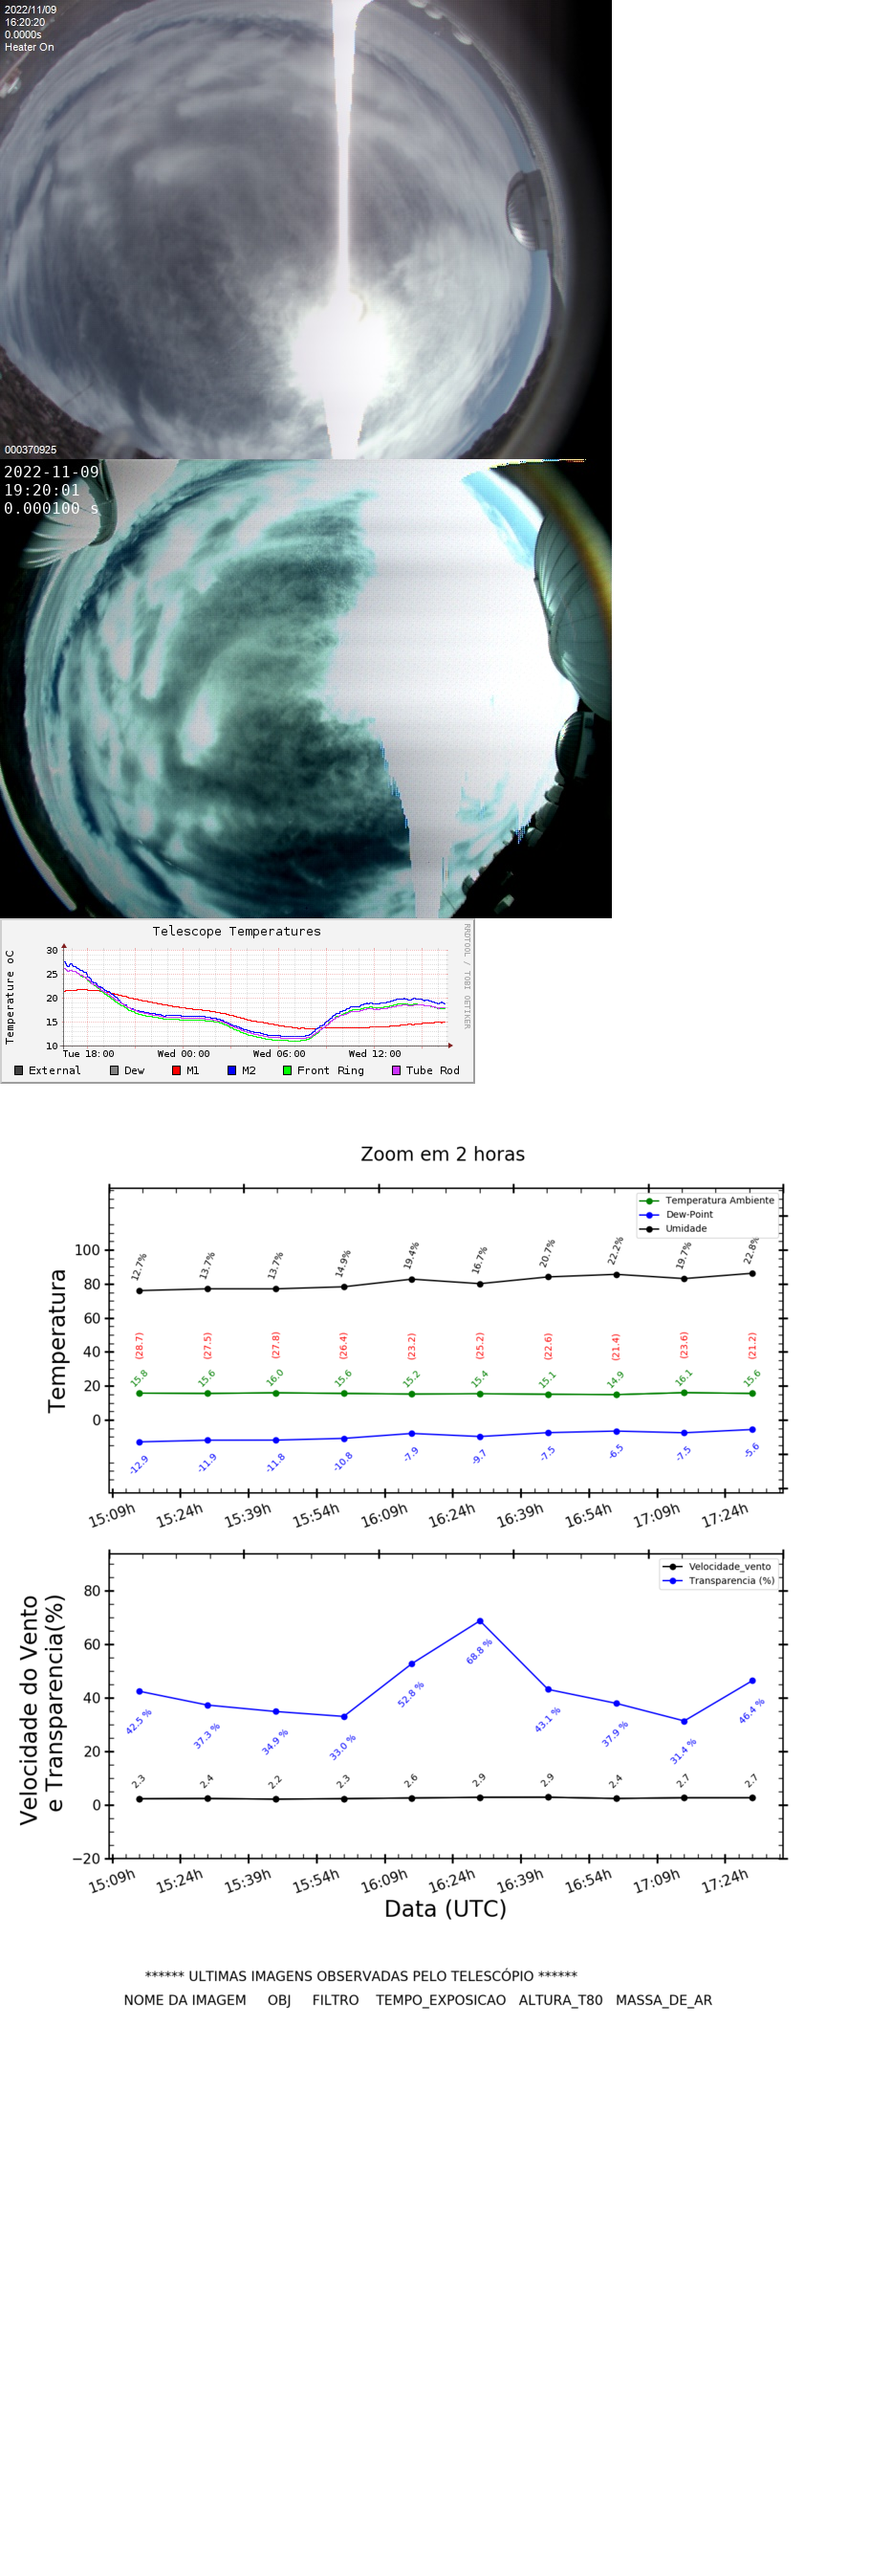 2022/11/09
16:20:20
0.0000s
Heater On
000370925
2022-11-09
19:20:01
0.000100 s
Telescope Temperatures
RRDTOOL / TOBI OETIKER
Temperature oC
30
25
20
15
10
Tue 18:00 Wed 00:00 Wed 06:00 Wed 12:00
External Dew M1 M2 Front Ring Tube Rod
Zoom em 2 horas
Temperatura Ambiente
Dew-Point
Umidade
Temperatura
100
80
60
40
20
0
12.7% 13.7% 13.7% 14.9% 19.4% 16.7% 20.7% 22.2% 19.7% 22.8%
(28.7) (27.5) (27.8) (26.4) (23.2) (25.2) (22.6) (21.4) (23.6) (21.2)
15.8 15.6 16.0 15.6 15.2 15.4 15.1 14.9 16.1 15.6
-12.9 -11.9 -11.8 -10.8 -7.9 -9.7 -7.5 -6.5 -7.5 -5.6
15:09h 15:24h 15:39h 15:54h 16:09h 16:24h 16:39h 16:54h 17:09h 17:24h
Velocidade_vento
Transparencia (%)
Velocidade do Vento
e Transparencia(%)
80
60
40
20
0
−20
42.5 % 37.3 % 34.9 % 33.0 % 52.8 % 68.8 % 43.1 % 37.9 % 31.4 % 46.4 %
2.3 2.4 2.2 2.3 2.6 2.9 2.9 2.4 2.7 2.7
15:09h 15:24h 15:39h 15:54h 16:09h 16:24h 16:39h 16:54h 17:09h 17:24h
Data (UTC)
****** ULTIMAS IMAGENS OBSERVADAS PELO TELESCÓPIO ******
NOME DA IMAGEM OBJ FILTRO TEMPO_EXPOSICAO ALTURA_T80 MASSA_DE_AR